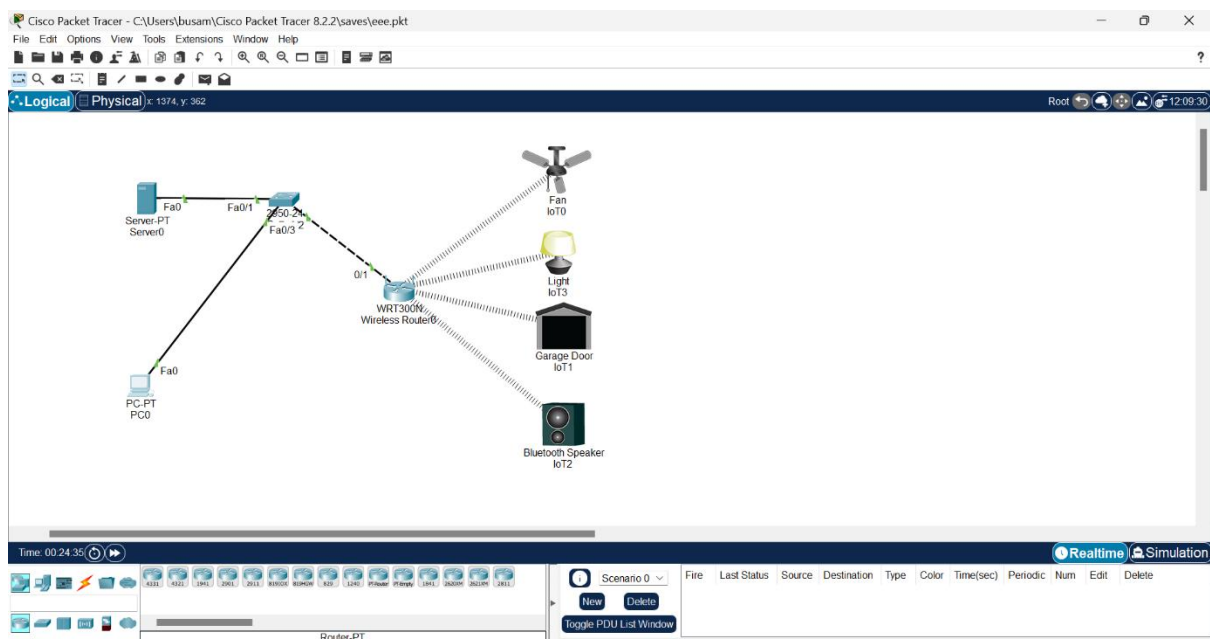 Cisco Packet Tracer - C:\Users\busam\Cisco Packet Tracer 8.2.2\saves\eee.pkt
File Edit Options View Tools Extensions Window Help
?
Logical Physical x: 1374, y: 362
Root 12:09:30
Fan
IoT0
Fa0
Fa0/1
2950-24
Server-PT
Server0
Fa0/3
2
0/1
Light
IoT3
WRT300N
Wireless Router0
Garage Door
IoT1
Fa0
PC-PT
PC0
Bluetooth Speaker
IoT2
Time: 00:24:35
Realtime Simulation
4331 4321 1941 2901 2911 819IOX 819HGW 829 1240 PT-Router PT-Empty 1841 2620XM 2621XM 2811
Scenario 0
Fire Last Status Source Destination Type Color Time(sec) Periodic Num Edit Delete
New Delete
Toggle PDU List Window
Router-PT